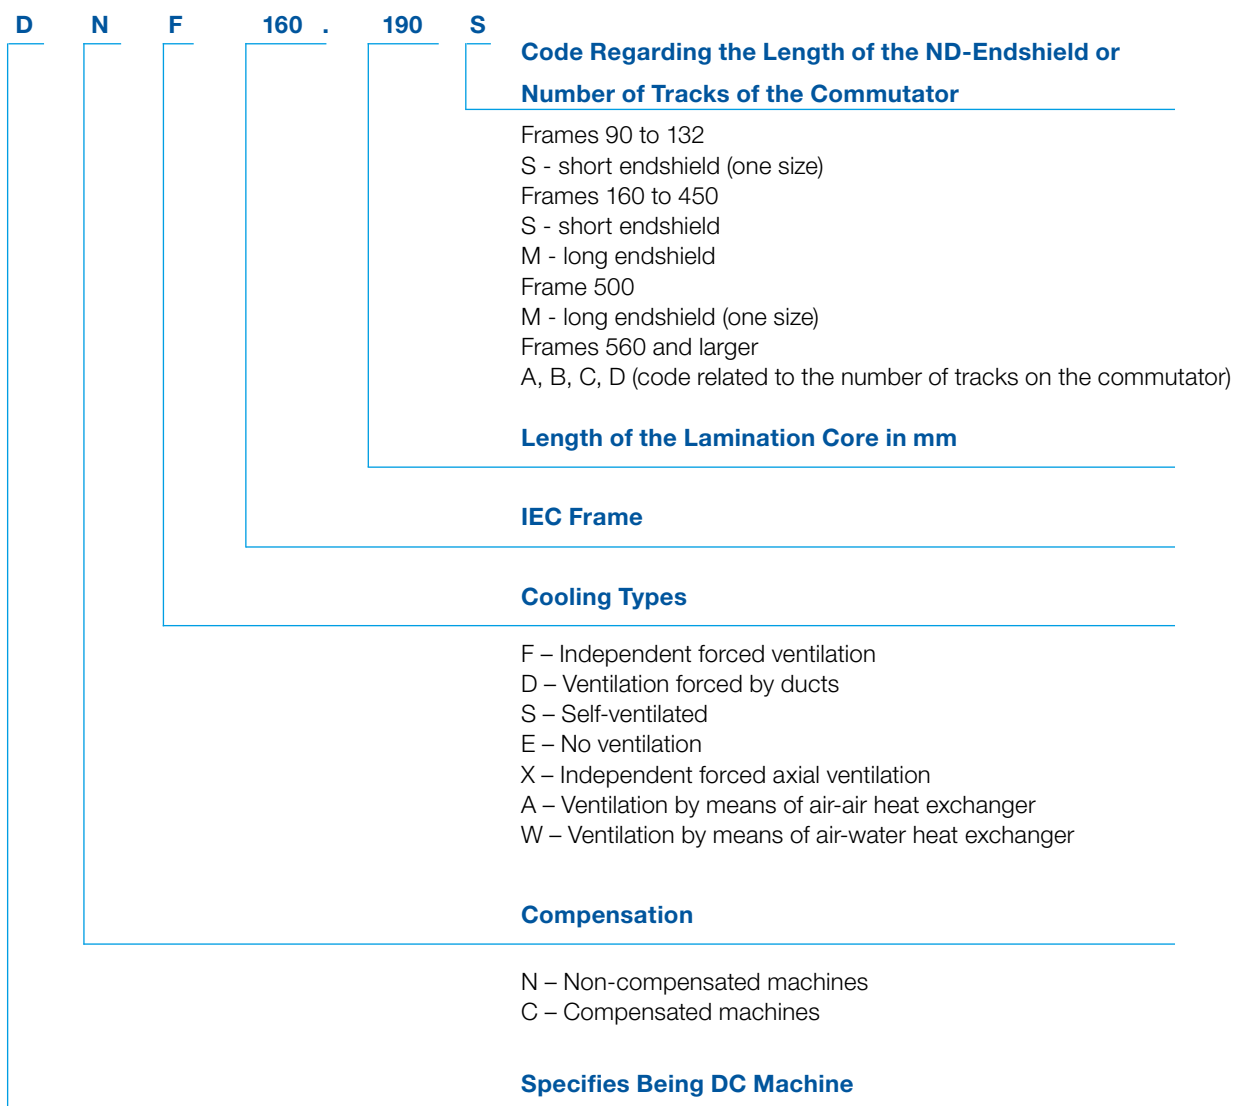 D N F 160 . 190 S
Code Regarding the Length of the ND-Endshield or
Number of Tracks of the Commutator
Frames 90 to 132
S - short endshield (one size)
Frames 160 to 450
S - short endshield
M - long endshield
Frame 500
M - long endshield (one size)
Frames 560 and larger
A, B, C, D (code related to the number of tracks on the commutator)
Length of the Lamination Core in mm
IEC Frame
Cooling Types
F – Independent forced ventilation
D – Ventilation forced by ducts
S – Self-ventilated
E – No ventilation
X – Independent forced axial ventilation
A – Ventilation by means of air-air heat exchanger
W – Ventilation by means of air-water heat exchanger
Compensation
N – Non-compensated machines
C – Compensated machines
Specifies Being DC Machine